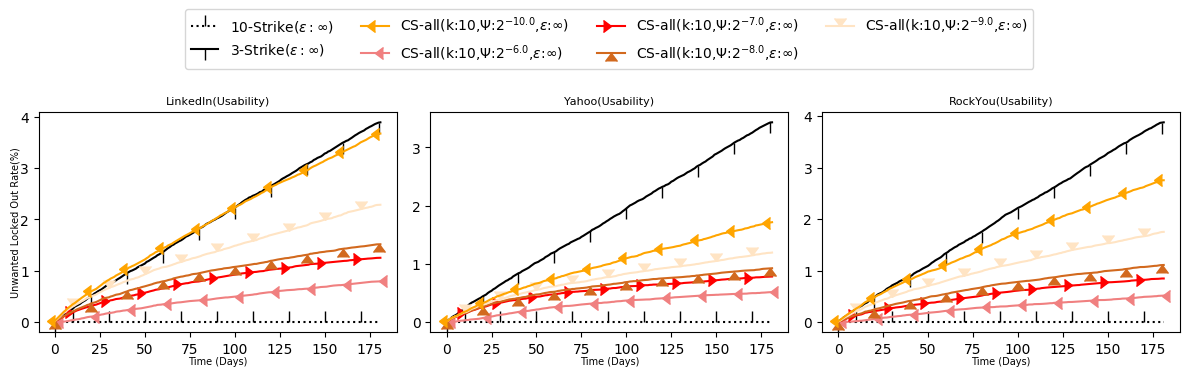 10-Strike(ε : ∞)
3-Strike(ε : ∞)
CS-all(k:10,Ψ:2^−10.0,ε:∞)
CS-all(k:10,Ψ:2^−6.0,ε:∞)
CS-all(k:10,Ψ:2^−7.0,ε:∞)
CS-all(k:10,Ψ:2^−8.0,ε:∞)
CS-all(k:10,Ψ:2^−9.0,ε:∞)
LinkedIn(Usability)
Unwanted Locked Out Rate(%)
4
3
2
1
0
0 25 50 75 100 125 150 175
Time (Days)
Yahoo(Usability)
3
2
1
0
0 25 50 75 100 125 150 175
Time (Days)
RockYou(Usability)
4
3
2
1
0
0 25 50 75 100 125 150 175
Time (Days)